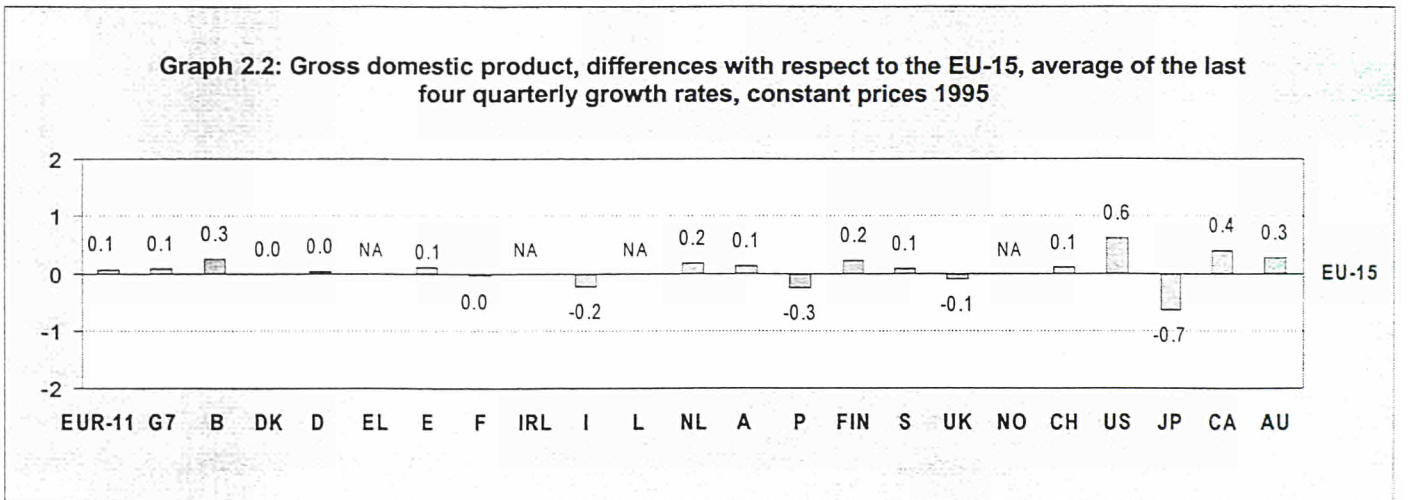 Graph 2.2: Gross domestic product, differences with respect to the EU-15, average of the last
four quarterly growth rates, constant prices 1995
2
1
0
-1
-2
0.1 0.1 0.3 0.0 0.0 NA 0.1 0.0 NA -0.2 NA 0.2 0.1 -0.3 0.2 0.1 -0.1 NA 0.1 0.6 -0.7 0.4 0.3
EU-15
EUR-11 G7 B DK D EL E F IRL I L NL A P FIN S UK NO CH US JP CA AU